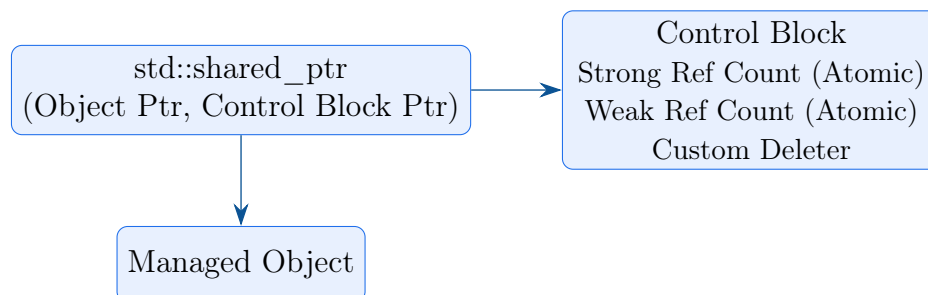 std::shared_ptr
(Object Ptr, Control Block Ptr)
Control Block
Strong Ref Count (Atomic)
Weak Ref Count (Atomic)
Custom Deleter
Managed Object